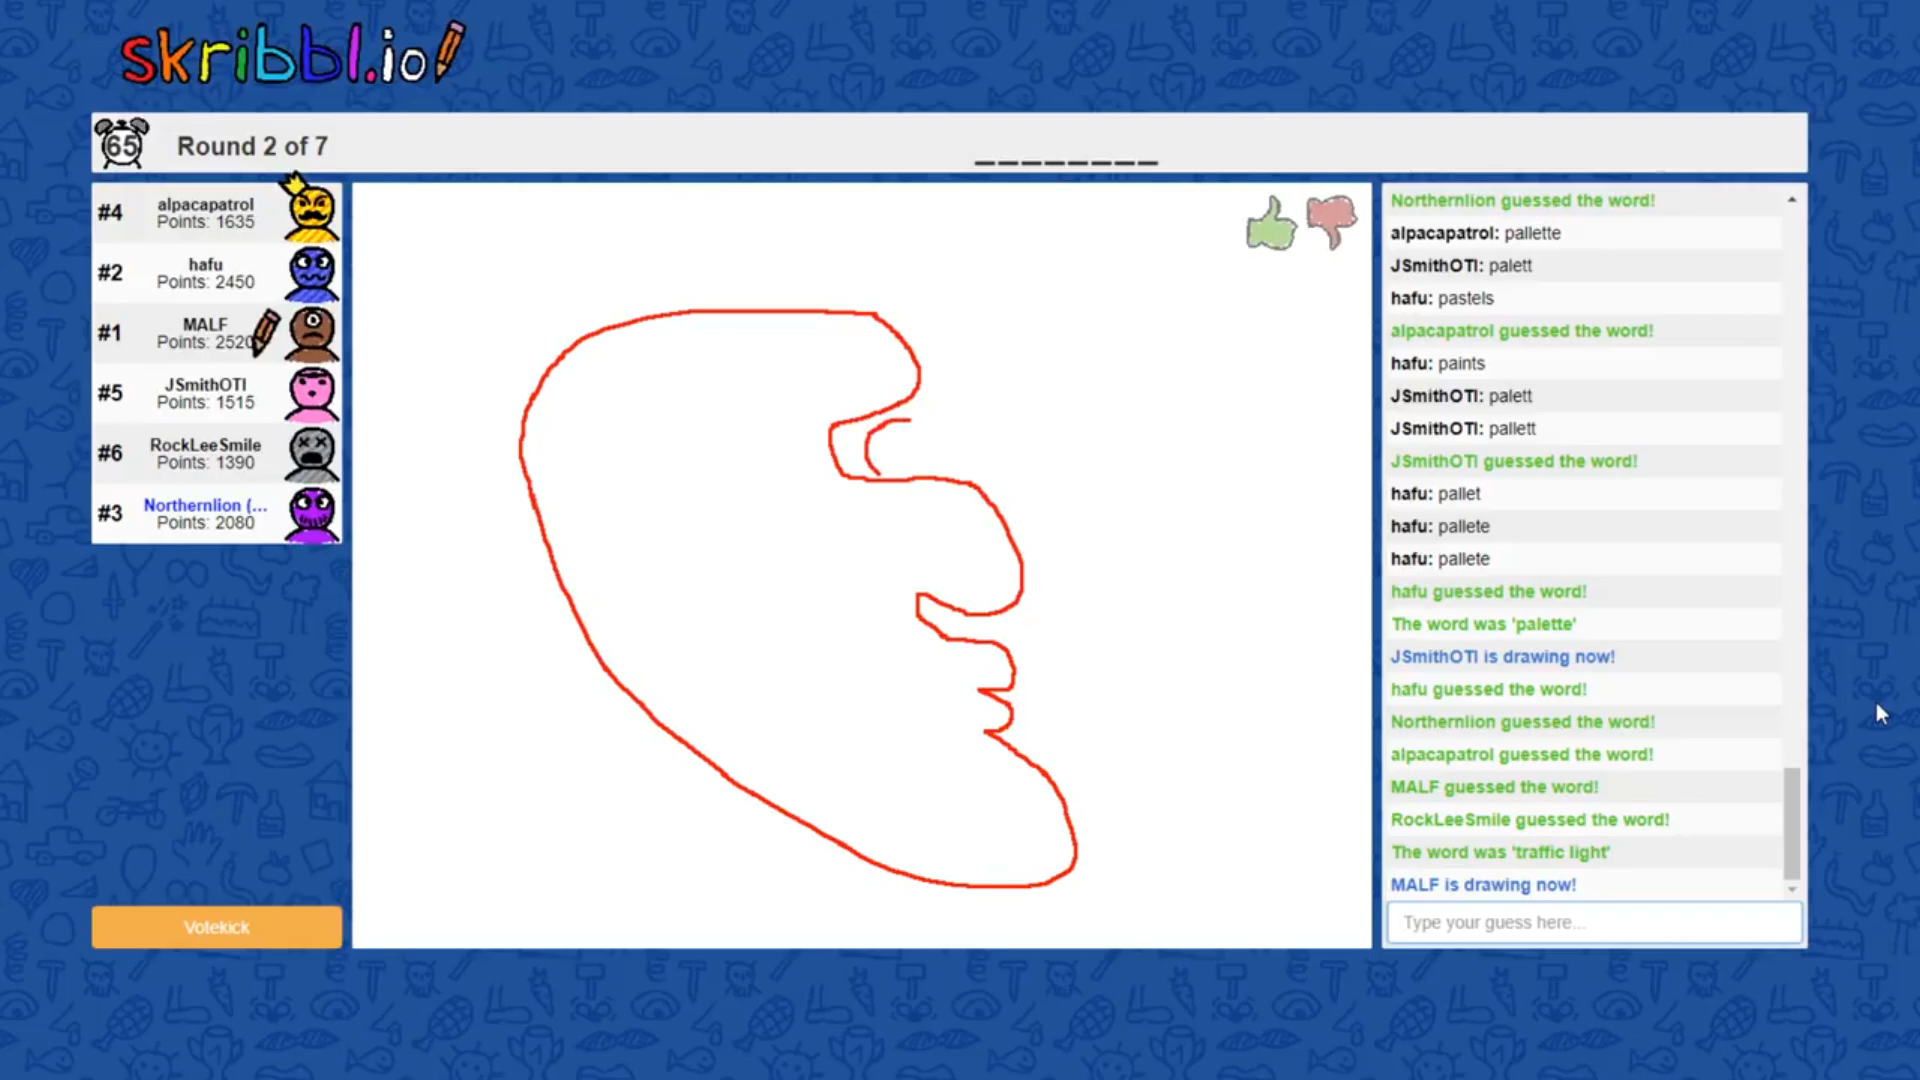 skribbl.io
65
Round 2 of 7
________
#4
alpacapatrol
Points: 1635
#2
hafu
Points: 2450
#1
MALF
Points: 2520
#5
JSmithOTI
Points: 1515
#6
RockLeeSmile
Points: 1390
#3
Northernlion (...
Points: 2080
Votekick
Northernlion guessed the word!
alpacapatrol: pallette
JSmithOTI: palett
hafu: pastels
alpacapatrol guessed the word!
hafu: paints
JSmithOTI: palett
JSmithOTI: pallett
JSmithOTI guessed the word!
hafu: pallet
hafu: pallete
hafu: pallete
hafu guessed the word!
The word was 'palette'
JSmithOTI is drawing now!
hafu guessed the word!
Northernlion guessed the word!
alpacapatrol guessed the word!
MALF guessed the word!
RockLeeSmile guessed the word!
The word was 'traffic light'
MALF is drawing now!
Type your guess here...